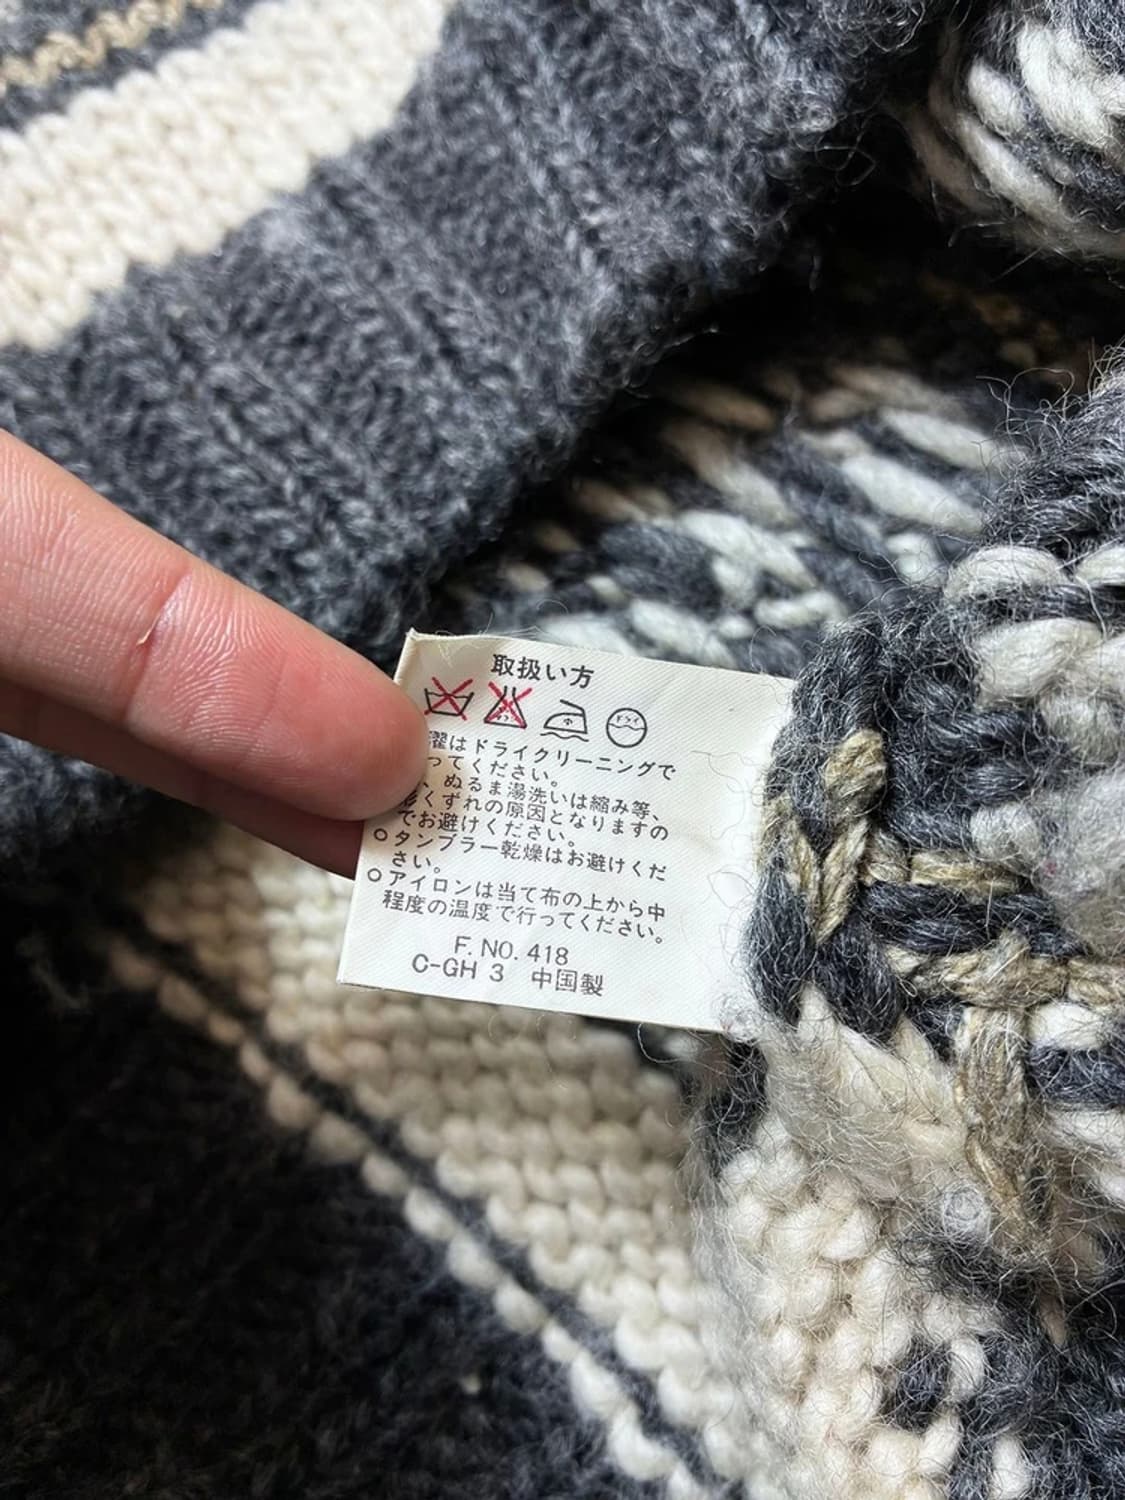 取扱い方
ドライ
濯はドライクリーニングで
ってください。
、ぬるま湯洗いは縮み等、
形くずれの原因となりますの
でお避けください。
○タンブラー乾燥はお避けくだ
さい。
○アイロンは当て布の上から中
程度の温度で行ってください。
F. NO. 418
C-GH 3 中国製